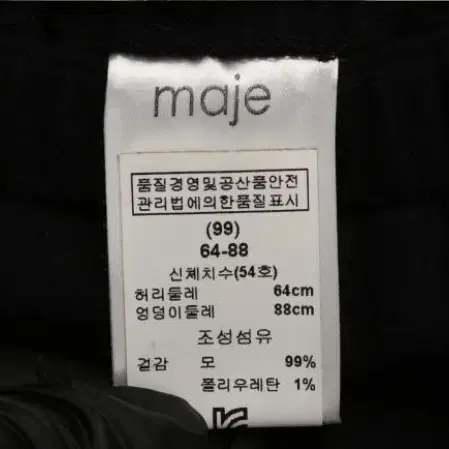 maje
품질경영및공산품안전
관리법에의한품질표시
(99)
64-88
신체치수(54호)
허리둘레 64cm
엉덩이둘레 88cm
조성섬유
겉감 모 99%
폴리우레탄 1%